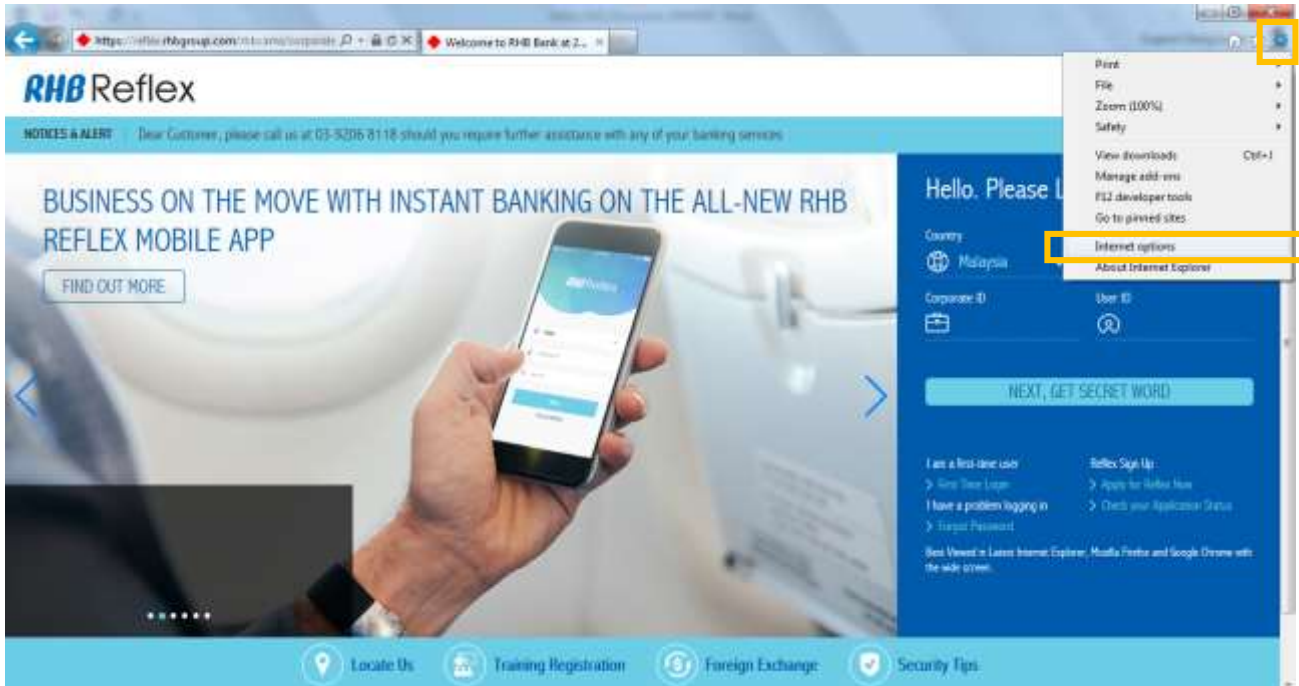 Welcome to RHB Bank at 2...
RHB Reflex
NOTICES & ALERT
Dear Customer, please call us at 03-9206 8118 should you require further assistance with any of your banking services
Print
File
Zoom (100%)
Safety
View downloads Ctrl+J
Manage add-ons
F12 developer tools
Go to pinned sites
Internet options
About Internet Explorer
BUSINESS ON THE MOVE WITH INSTANT BANKING ON THE ALL-NEW RHB
REFLEX MOBILE APP
FIND OUT MORE
Hello. Please L
Country
Malaysia
Corporate ID User ID
NEXT, GET SECRET WORD
I am a first-time user Reflex Sign Up
> First Time Login > Apply for Reflex Now
I have a problem logging in > Check your Application Status
> Forgot Password
Best Viewed in Latest Internet Explorer, Mozilla Firefox and Google Chrome with
the wide screen.
Locate Us Training Registration Foreign Exchange Security Tips